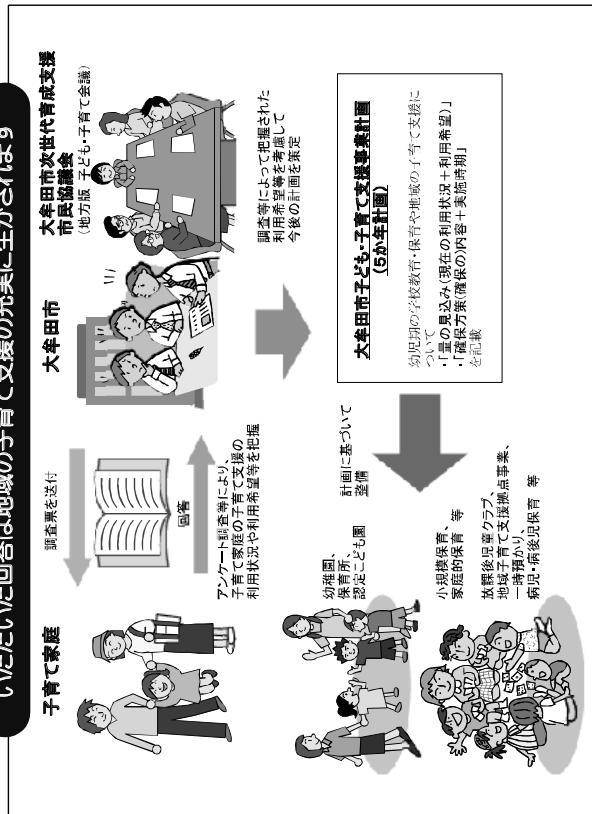 いただいた回答は地域の子育て支援の充実に生かされます
子育て家庭
調査票を送付
回答
アンケート調査等により、
子育て家庭の子育て支援の
利用状況や利用希望等を把握
大牟田市
大牟田市次世代育成支援
市民協議会
（地方版 子ども・子育て会議）
調査等によって把握された
利用希望等を考慮して
今後の計画を策定
大牟田市子ども・子育て支援事業計画
（5か年計画）
幼児期の学校教育・保育や地域の子育て支援に
ついて
・「量の見込み（現在の利用状況＋利用希望）」
・「確保方策（確保の）内容＋実施時期」
を記載
計画に基づいて
整備
幼稚園、
保育所、
認定こども園
小規模保育、
家庭的保育　等
放課後児童クラブ、
地域子育て支援拠点事業、
一時預かり、
病児・病後児保育　等